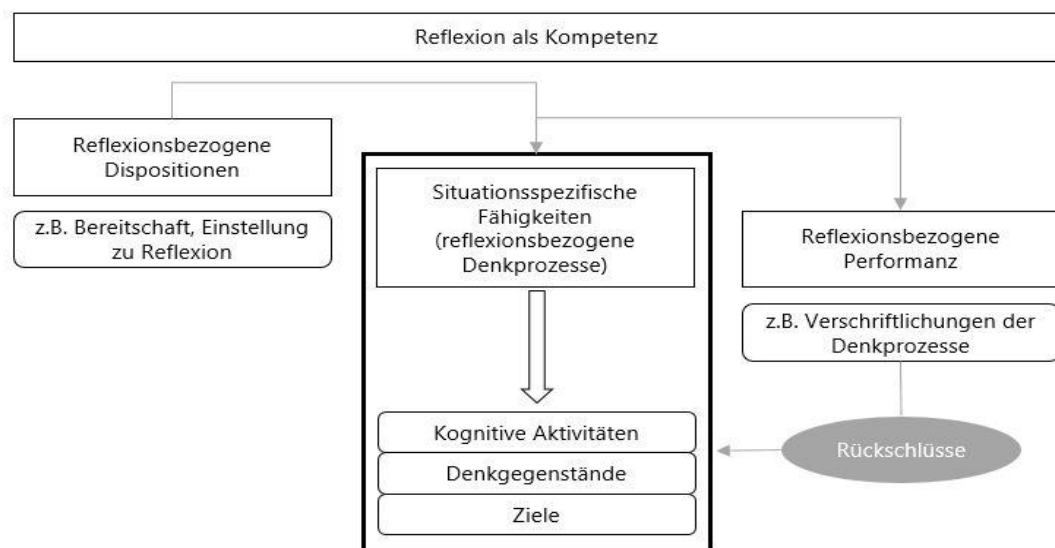 Reflexion als Kompetenz
Reflexionsbezogene
Dispositionen
z.B. Bereitschaft, Einstellung
zu Reflexion
Situationsspezifische
Fähigkeiten
(reflexionsbezogene
Denkprozesse)
Kognitive Aktivitäten
Denkgegenstände
Ziele
Reflexionsbezogene
Performanz
z.B. Verschriftlichungen der
Denkprozesse
Rückschlüsse